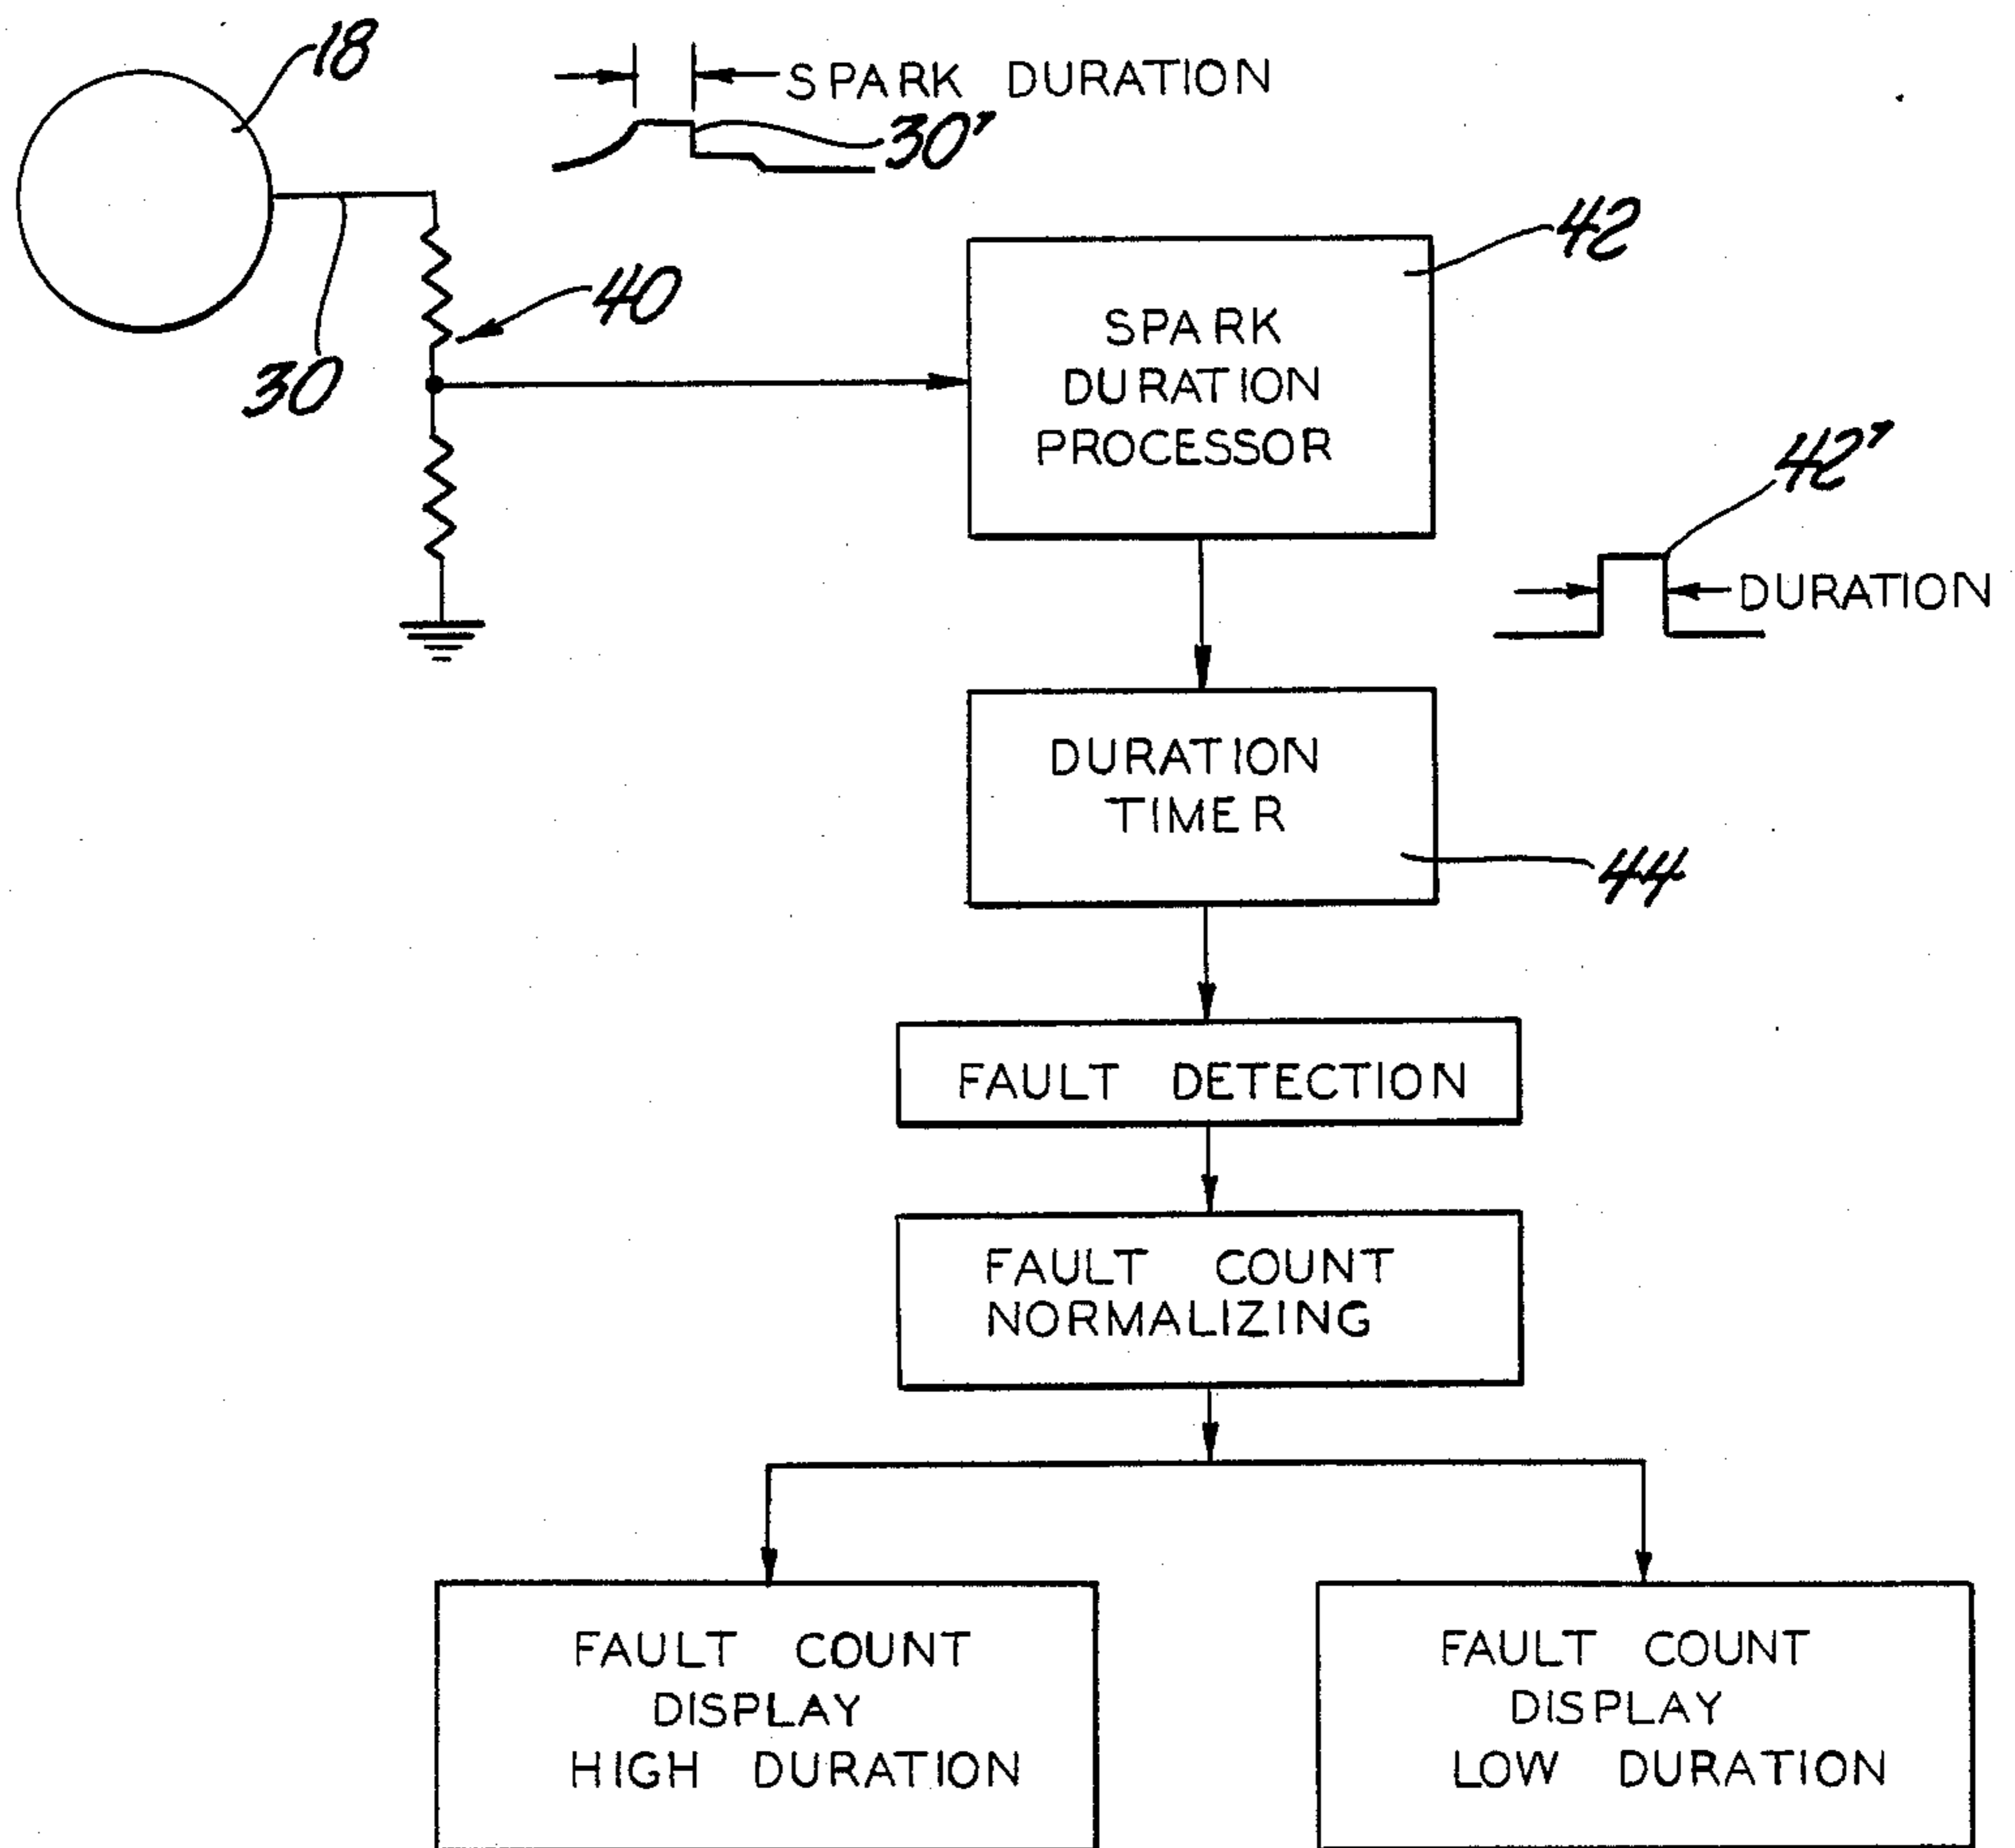 18
SPARK DURATION
30'
42
40
SPARK
DURATION
PROCESSOR
30
42'
DURATION
DURATION
TIMER
44
FAULT DETECTION
FAULT COUNT
NORMALIZING
FAULT COUNT
DISPLAY
HIGH DURATION
FAULT COUNT
DISPLAY
LOW DURATION